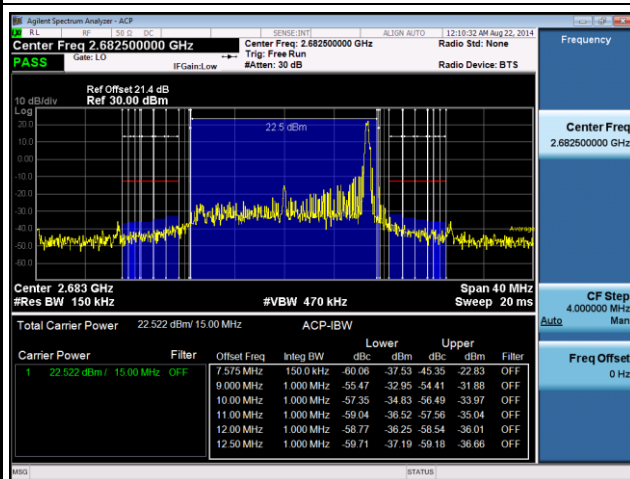 Agilent Spectrum Analyzer - ACP
RL RF 50 Ω DC SENSE:INT ALIGN AUTO 12:10:32 AM Aug 22, 2014
Center Freq 2.682500000 GHz
Center Freq: 2.682500000 GHz
Radio Std: None
Trig: Free Run
PASS
Gate: LO
IFGain:Low
#Atten: 30 dB
Radio Device: BTS
Ref Offset 21.4 dB
10 dB/div Ref 30.00 dBm
Log
20.0
22.5 dBm
10.0
0.00
-10.0
-20.0
-30.0
-40.0
Average
-50.0
-60.0
Center 2.683 GHz
Span 40 MHz
#Res BW 150 kHz
#VBW 470 kHz
Sweep 20 ms
Total Carrier Power 22.522 dBm/ 15.00 MHz ACP-IBW
Lower Upper
Carrier Power Filter Offset Freq Integ BW dBc dBm dBc dBm Filter
1 22.522 dBm / 15.00 MHz OFF
7.575 MHz 150.0 kHz -60.06 -37.53 -45.35 -22.83 OFF
9.000 MHz 1.000 MHz -55.47 -32.95 -54.41 -31.88 OFF
10.00 MHz 1.000 MHz -57.35 -34.83 -56.49 -33.97 OFF
11.00 MHz 1.000 MHz -59.04 -36.52 -57.56 -35.04 OFF
12.00 MHz 1.000 MHz -58.77 -36.25 -58.54 -36.01 OFF
12.50 MHz 1.000 MHz -59.71 -37.19 -59.18 -36.66 OFF
MSG
STATUS
Frequency
Center Freq
2.682500000 GHz
CF Step
4.000000 MHz
Auto Man
Freq Offset
0 Hz